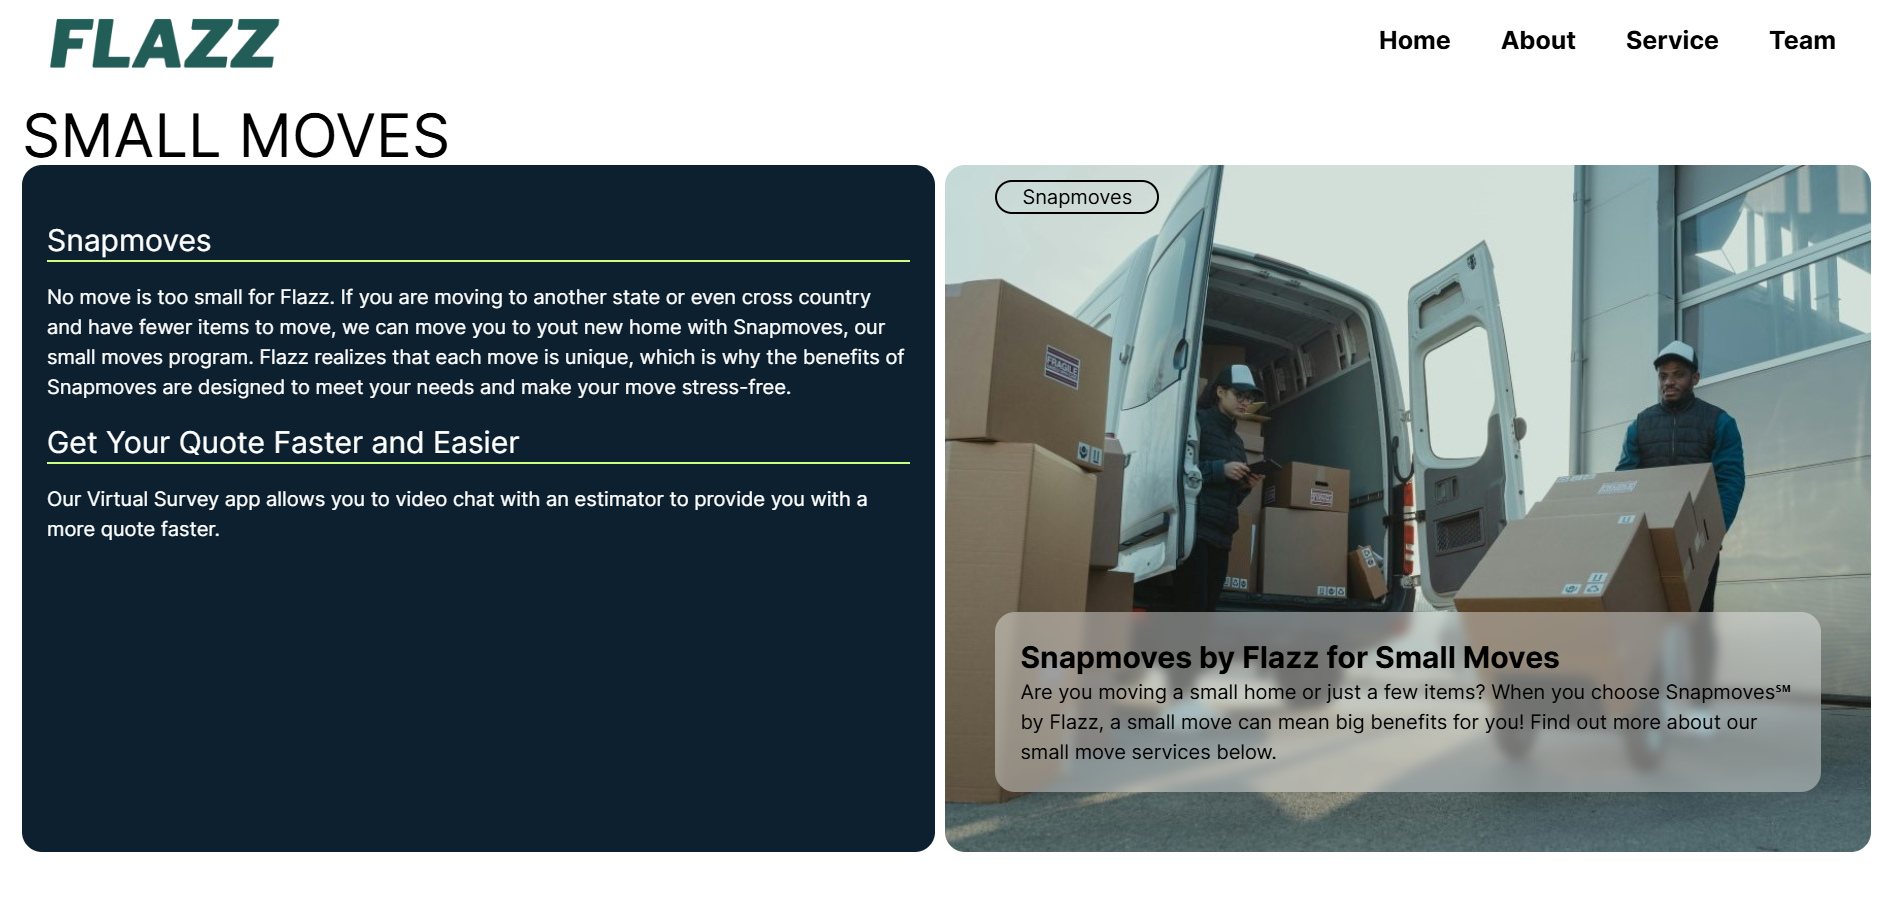 FLAZZ
Home About Service Team
SMALL MOVES
Snapmoves
No move is too small for Flazz. If you are moving to another state or even cross country
and have fewer items to move, we can move you to yout new home with Snapmoves, our
small moves program. Flazz realizes that each move is unique, which is why the benefits of
Snapmoves are designed to meet your needs and make your move stress-free.
Get Your Quote Faster and Easier
Our Virtual Survey app allows you to video chat with an estimator to provide you with a
more quote faster.
Snapmoves
FRAGILE
Snapmoves by Flazz for Small Moves
Are you moving a small home or just a few items? When you choose Snapmoves℠
by Flazz, a small move can mean big benefits for you! Find out more about our
small move services below.